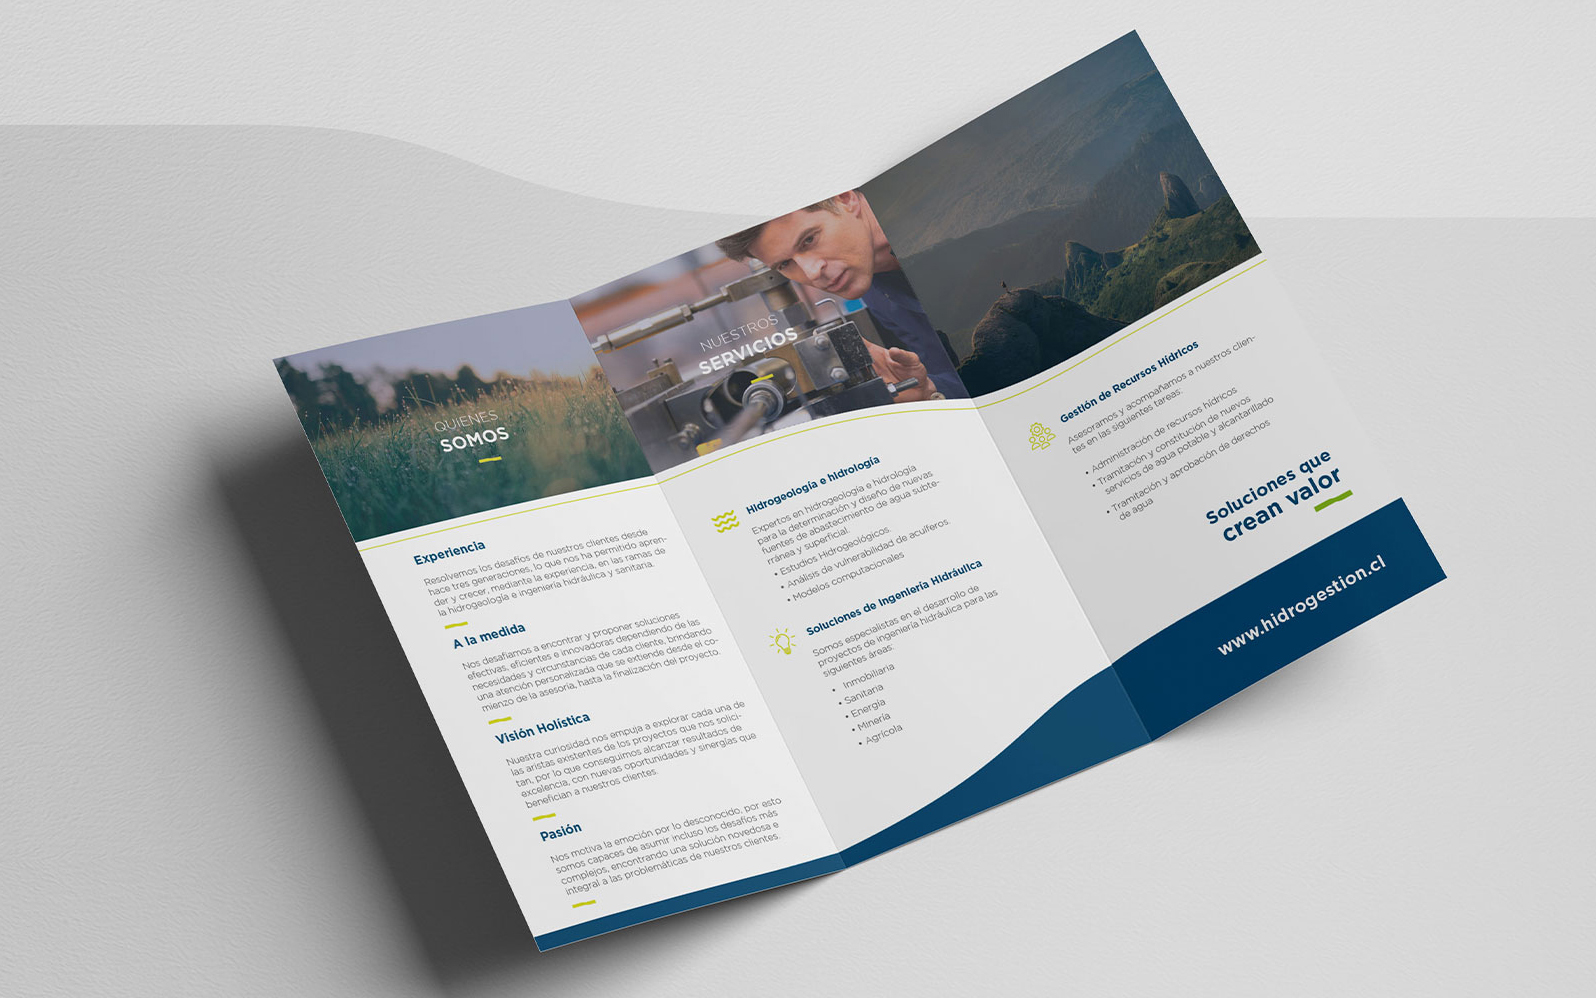 QUIENES
SOMOS
Experiencia
Resolvemos los desafíos de nuestros clientes desde
hace tres generaciones, lo que nos ha permitido apren-
der y crecer, mediante la experiencia, en las ramas de
la hidrogeología e ingeniería hidráulica y sanitaria.
A la medida
Nos desafiamos a encontrar y proponer soluciones
efectivas, eficientes e innovadoras dependiendo de las
necesidades y circunstancias de cada cliente, brindando
una atención personalizada que se extiende desde el co-
mienzo de la asesoría, hasta la finalización del proyecto.
Visión Holística
Nuestra curiosidad nos empuja a explorar cada una de
las aristas existentes de los proyectos que nos solici-
tan, por lo que conseguimos alcanzar resultados de
excelencia, con nuevas oportunidades y sinergias que
benefician a nuestros clientes.
Pasión
Nos motiva la emoción por lo desconocido, por esto
somos capaces de asumir incluso los desafíos más
complejos, encontrando una solución novedosa e
integral a las problemáticas de nuestros clientes.
NUESTROS
SERVICIOS
Hidrogeología e hidrología
Expertos en hidrogeología e hidrología
para la determinación y diseño de nuevas
fuentes de abastecimiento de agua subte-
rránea y superficial.
• Estudios Hidrogeológicos.
• Análisis de vulnerabilidad de acuíferos
• Modelos computacionales
Soluciones de Ingeniería Hidráulica
Somos especialistas en el desarrollo de
proyectos de ingeniería hidráulica para las
siguientes áreas:
• Inmobiliaria
• Sanitaria
• Energía
• Minería
• Agrícola
Gestión de Recursos Hídricos
Asesoramos y acompañamos a nuestros clien-
tes en las siguientes tareas:
• Administración de recursos hídricos
• Tramitación y constitución de nuevos
servicios de agua potable y alcantarillado
• Tramitación y aprobación de derechos
de agua
Soluciones que
crean valor
www.hidrogestion.cl